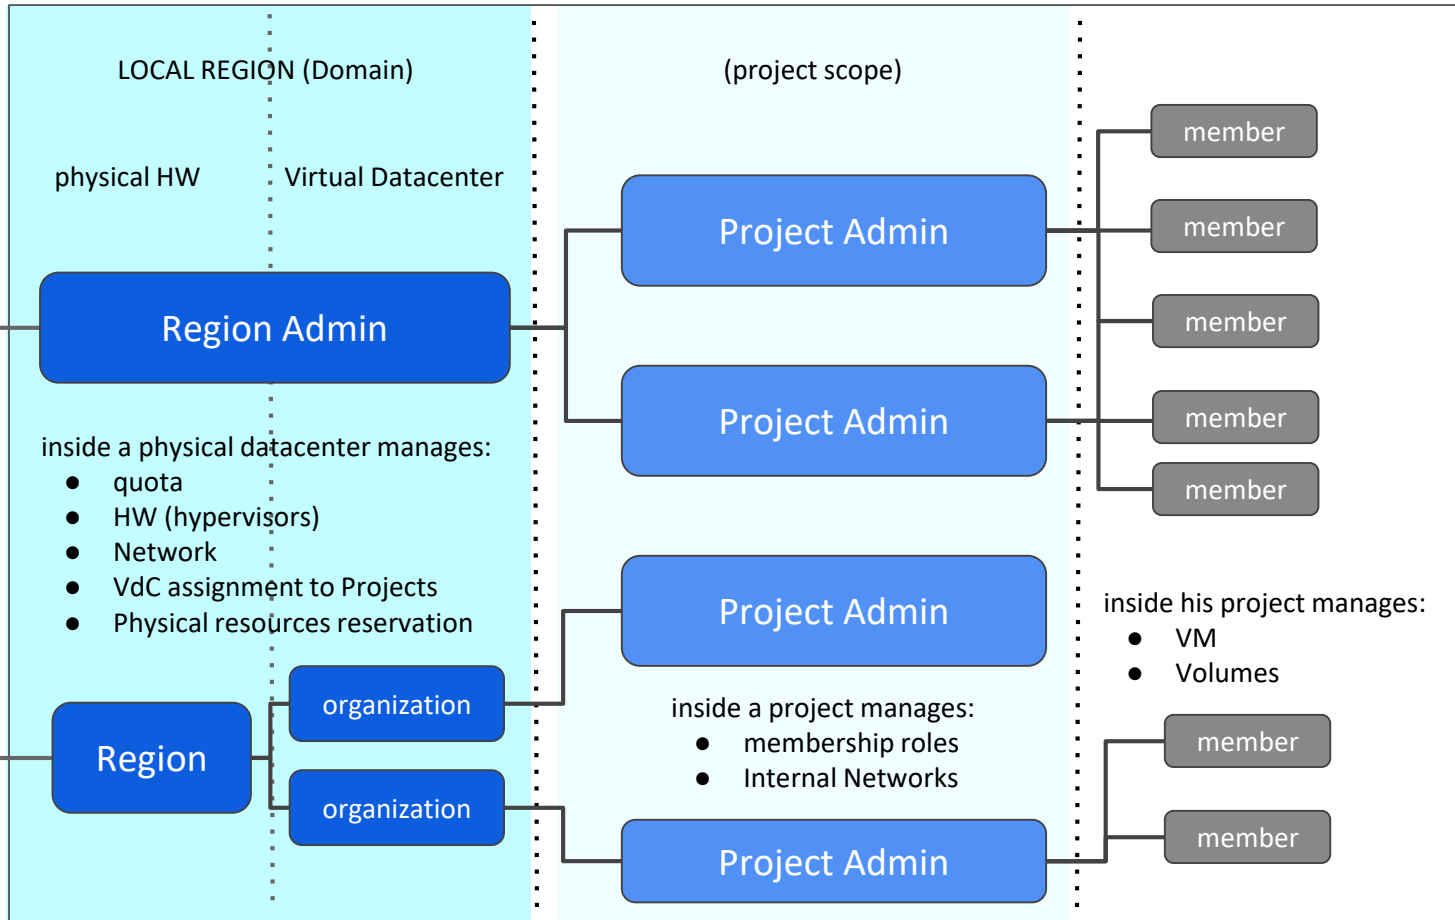 LOCAL REGION (Domain)
(project scope)
physical HW
Virtual Datacenter
Region Admin
inside a physical datacenter manages:
● quota
● HW (hypervisors)
● Network
● VdC assignment to Projects
● Physical resources reservation
Region
organization
organization
Project Admin
Project Admin
Project Admin
inside a project manages:
● membership roles
● Internal Networks
Project Admin
member
member
member
member
member
inside his project manages:
● VM
● Volumes
member
member